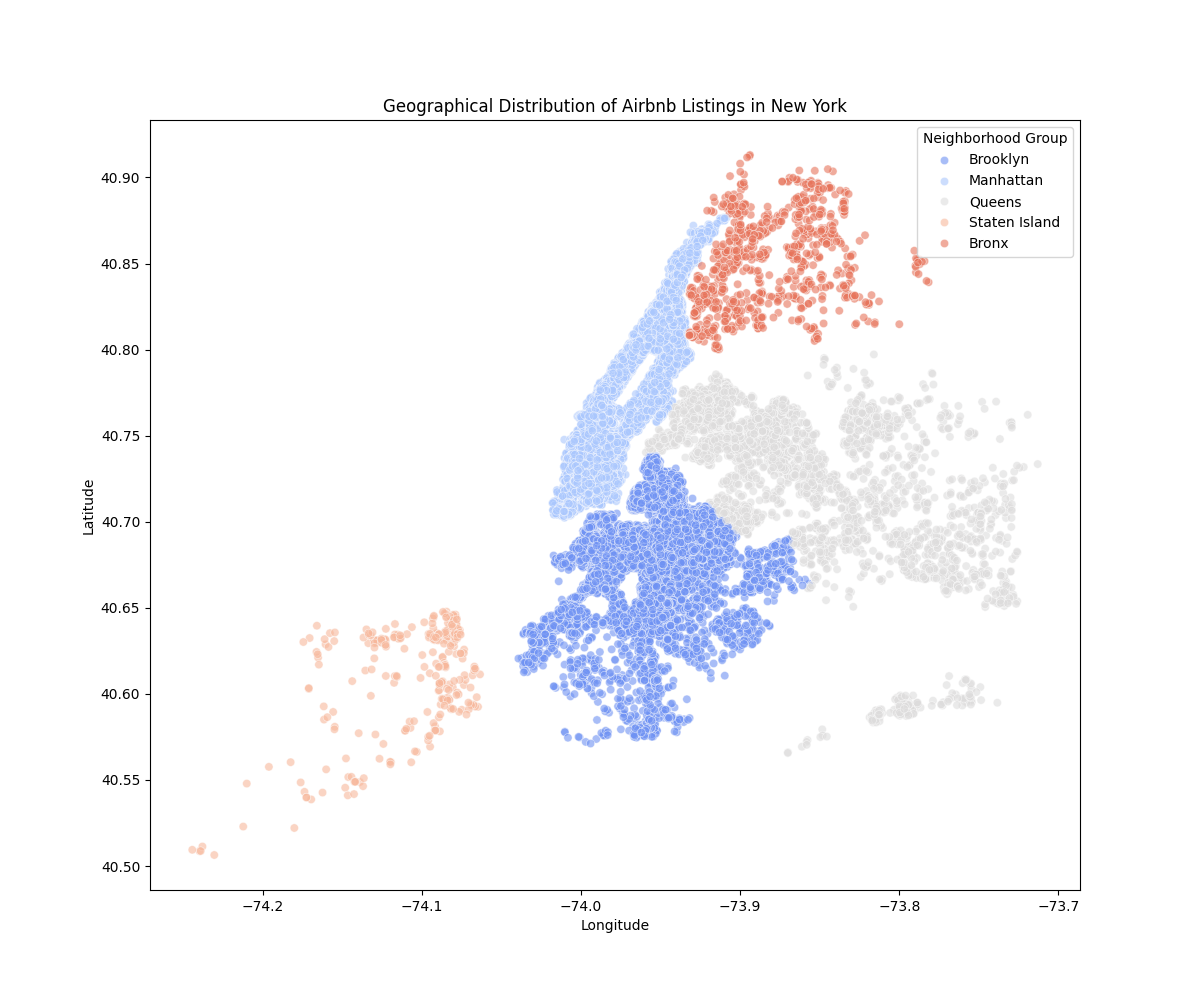 Geographical Distribution of Airbnb Listings in New York
Neighborhood Group
Brooklyn
Manhattan
Queens
Staten Island
Bronx
40.90
40.85
40.80
40.75
40.70
40.65
40.60
40.55
40.50
Latitude
−74.2
−74.1
−74.0
−73.9
−73.8
−73.7
Longitude